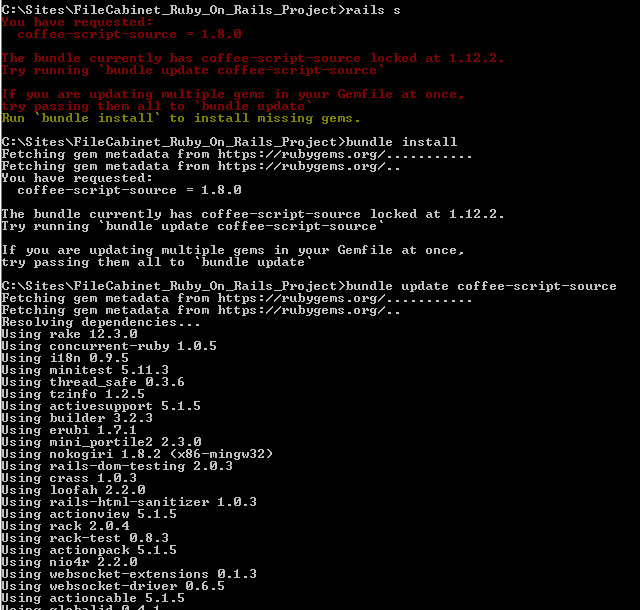 C:\Sites\FileCabinet_Ruby_On_Rails_Project>rails s
You have requested:
  coffee-script-source = 1.8.0

The bundle currently has coffee-script-source locked at 1.12.2.
Try running `bundle update coffee-script-source`

If you are updating multiple gems in your Gemfile at once,
try passing them all to `bundle update`
Run `bundle install` to install missing gems.

C:\Sites\FileCabinet_Ruby_On_Rails_Project>bundle install
Fetching gem metadata from https://rubygems.org/...........
Fetching gem metadata from https://rubygems.org/..
You have requested:
  coffee-script-source = 1.8.0

The bundle currently has coffee-script-source locked at 1.12.2.
Try running `bundle update coffee-script-source`

If you are updating multiple gems in your Gemfile at once,
try passing them all to `bundle update`

C:\Sites\FileCabinet_Ruby_On_Rails_Project>bundle update coffee-script-source
Fetching gem metadata from https://rubygems.org/...........
Fetching gem metadata from https://rubygems.org/..
Resolving dependencies...
Using rake 12.3.0
Using concurrent-ruby 1.0.5
Using i18n 0.9.5
Using minitest 5.11.3
Using thread_safe 0.3.6
Using tzinfo 1.2.5
Using activesupport 5.1.5
Using builder 3.2.3
Using erubi 1.7.1
Using mini_portile2 2.3.0
Using nokogiri 1.8.2 (x86-mingw32)
Using rails-dom-testing 2.0.3
Using crass 1.0.3
Using loofah 2.2.0
Using rails-html-sanitizer 1.0.3
Using actionview 5.1.5
Using rack 2.0.4
Using rack-test 0.8.3
Using actionpack 5.1.5
Using nio4r 2.2.0
Using websocket-extensions 0.1.3
Using websocket-driver 0.6.5
Using actioncable 5.1.5
Using globalid 0.4.1